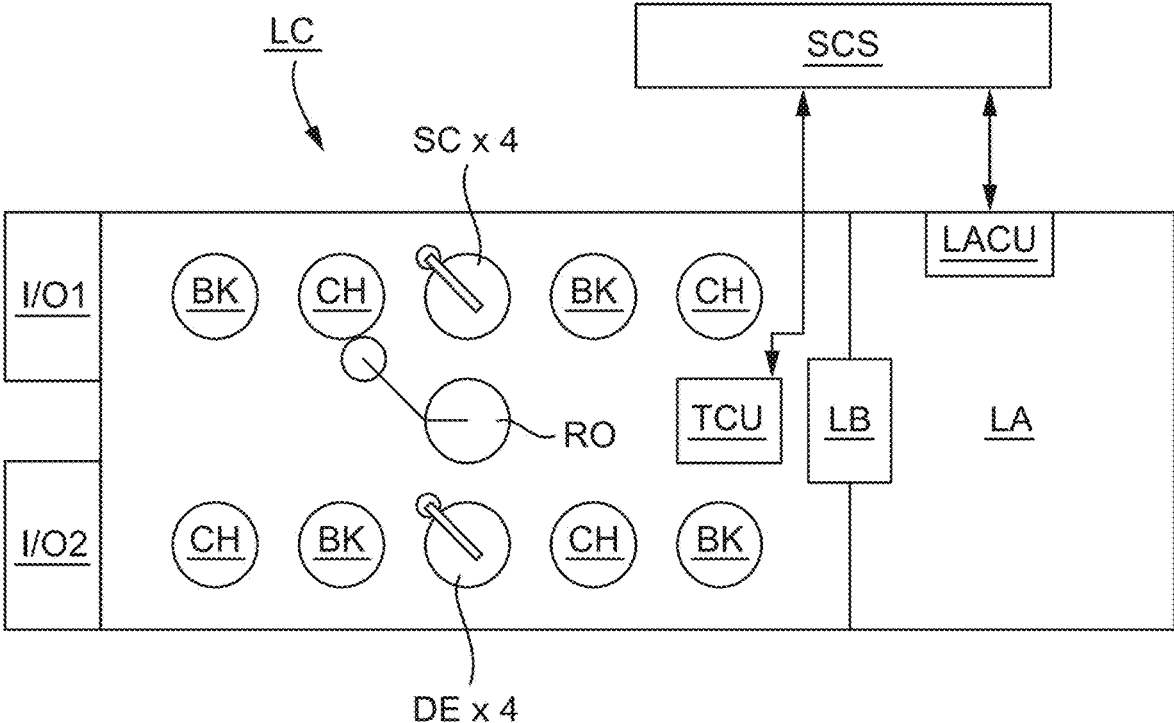 LC
SCS
SC x 4
LACU
I/O1
BK
CH
BK
CH
TCU
LB
LA
RO
I/O2
CH
BK
CH
BK
DE x 4